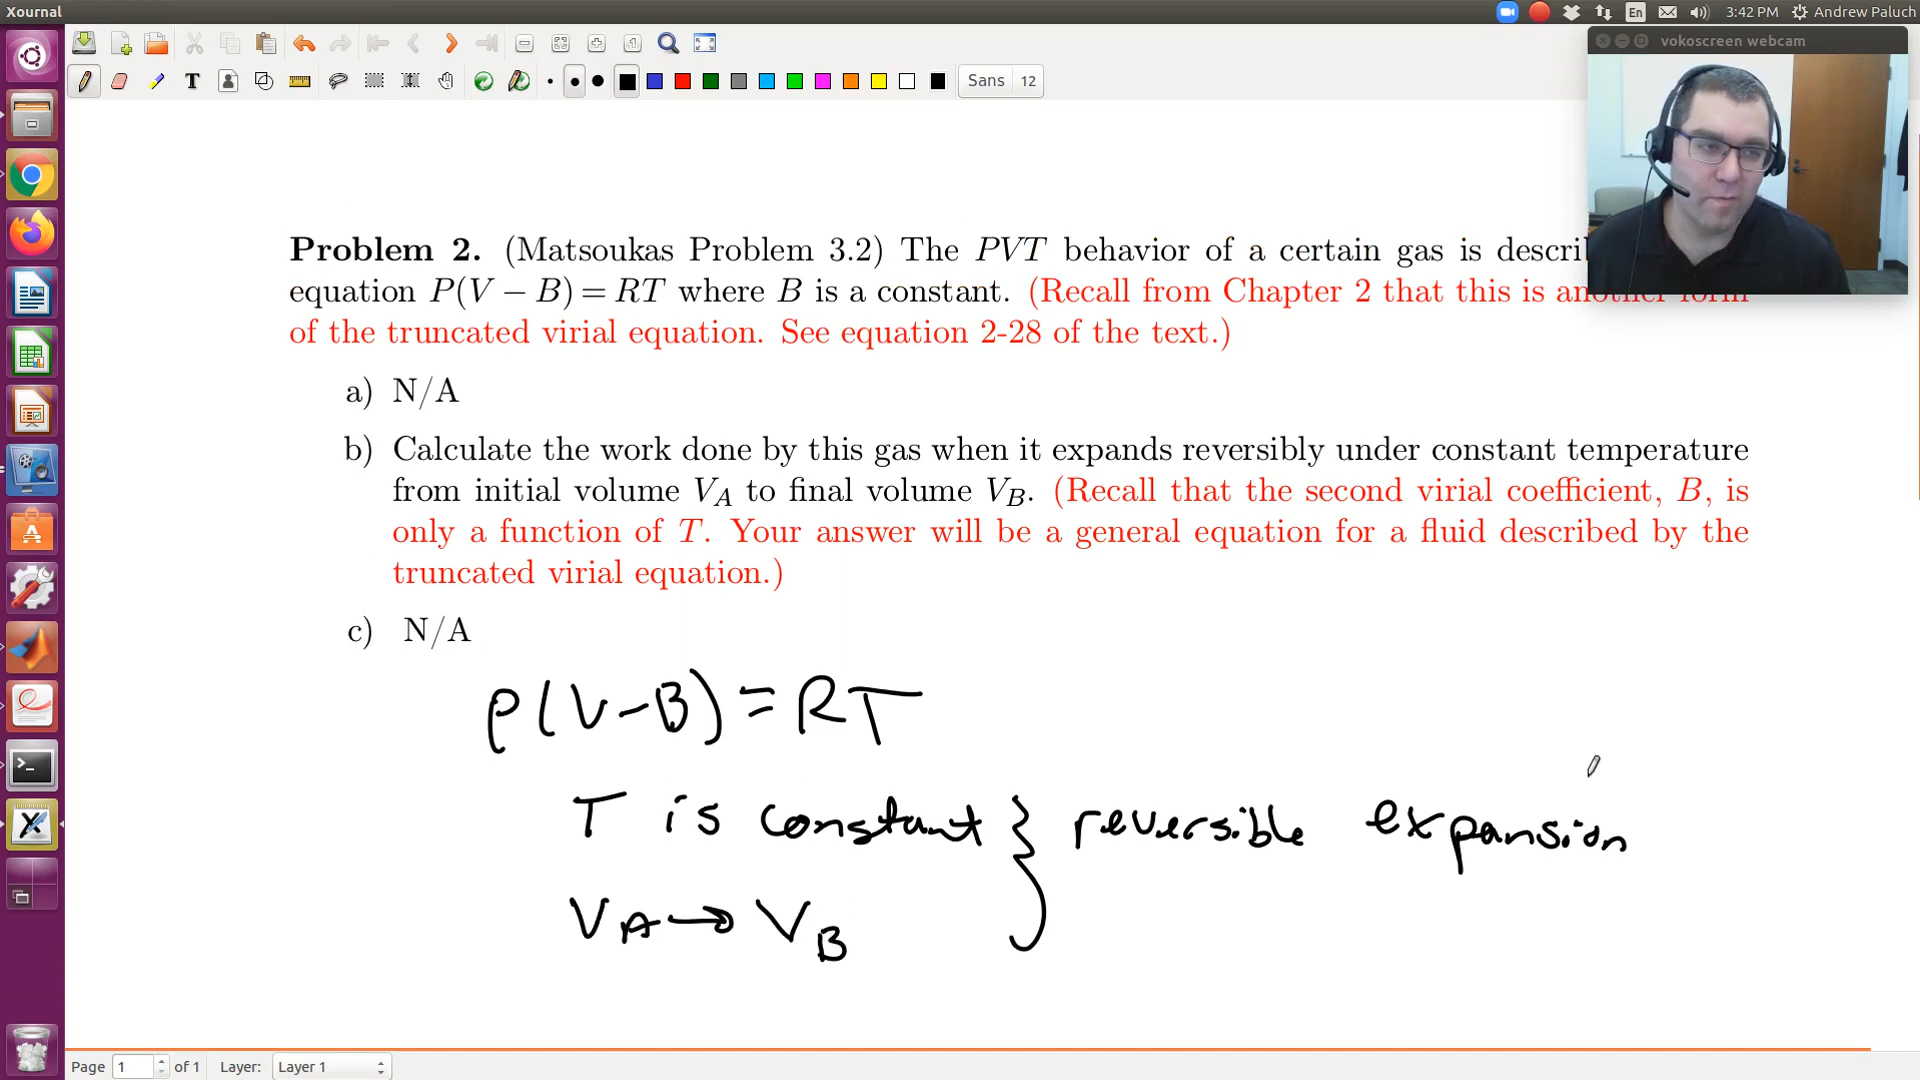 Xournal
En
3:42 PM
Andrew Paluch
vokoscreen webcam
Sans 12
Problem 2. (Matsoukas Problem 3.2) The PVT behavior of a certain gas is descri
equation P(V − B) = RT where B is a constant. (Recall from Chapter 2 that this is another form
of the truncated virial equation. See equation 2-28 of the text.)
a) N/A
b) Calculate the work done by this gas when it expands reversibly under constant temperature
from initial volume V_A to final volume V_B. (Recall that the second virial coefficient, B, is
only a function of T. Your answer will be a general equation for a fluid described by the
truncated virial equation.)
c) N/A
P(V-B) = RT
T is constant } reversible expansion
V_A → V_B
Page 1 of 1 Layer: Layer 1